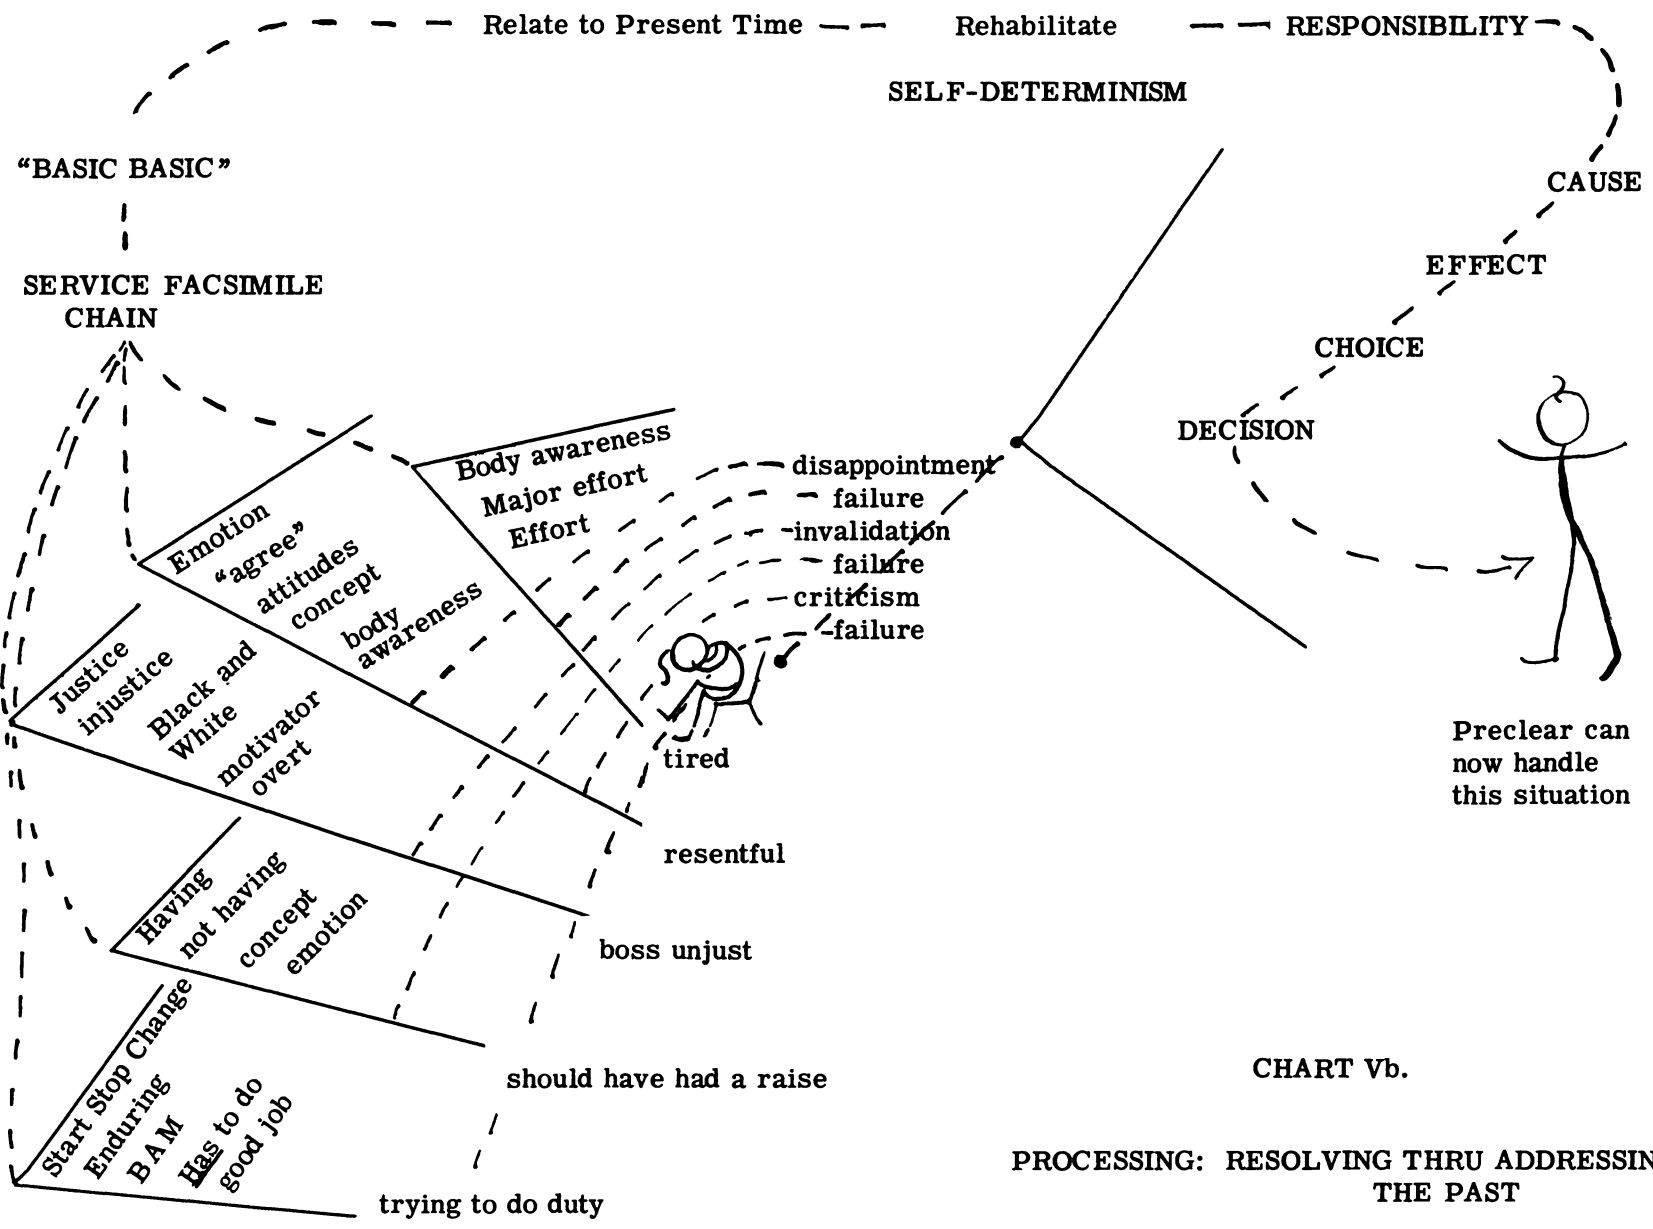 Relate to Present Time
Rehabilitate
RESPONSIBILITY
SELF-DETERMINISM
“BASIC BASIC”
SERVICE FACSIMILE
CHAIN
CAUSE
EFFECT
CHOICE
DECISION
Body awareness
Major effort
Effort
disappointment
failure
invalidation
failure
criticism
failure
Emotion
“agree”
attitudes
concept
body
awareness
Justice
injustice
Black and
White
motivator
overt
Having
not having
concept
emotion
Start Stop Change
Enduring
BAM
Has to do
good job
tired
resentful
boss unjust
should have had a raise
trying to do duty
Preclear can
now handle
this situation
CHART Vb.
PROCESSING: RESOLVING THRU ADDRESSIN
THE PAST